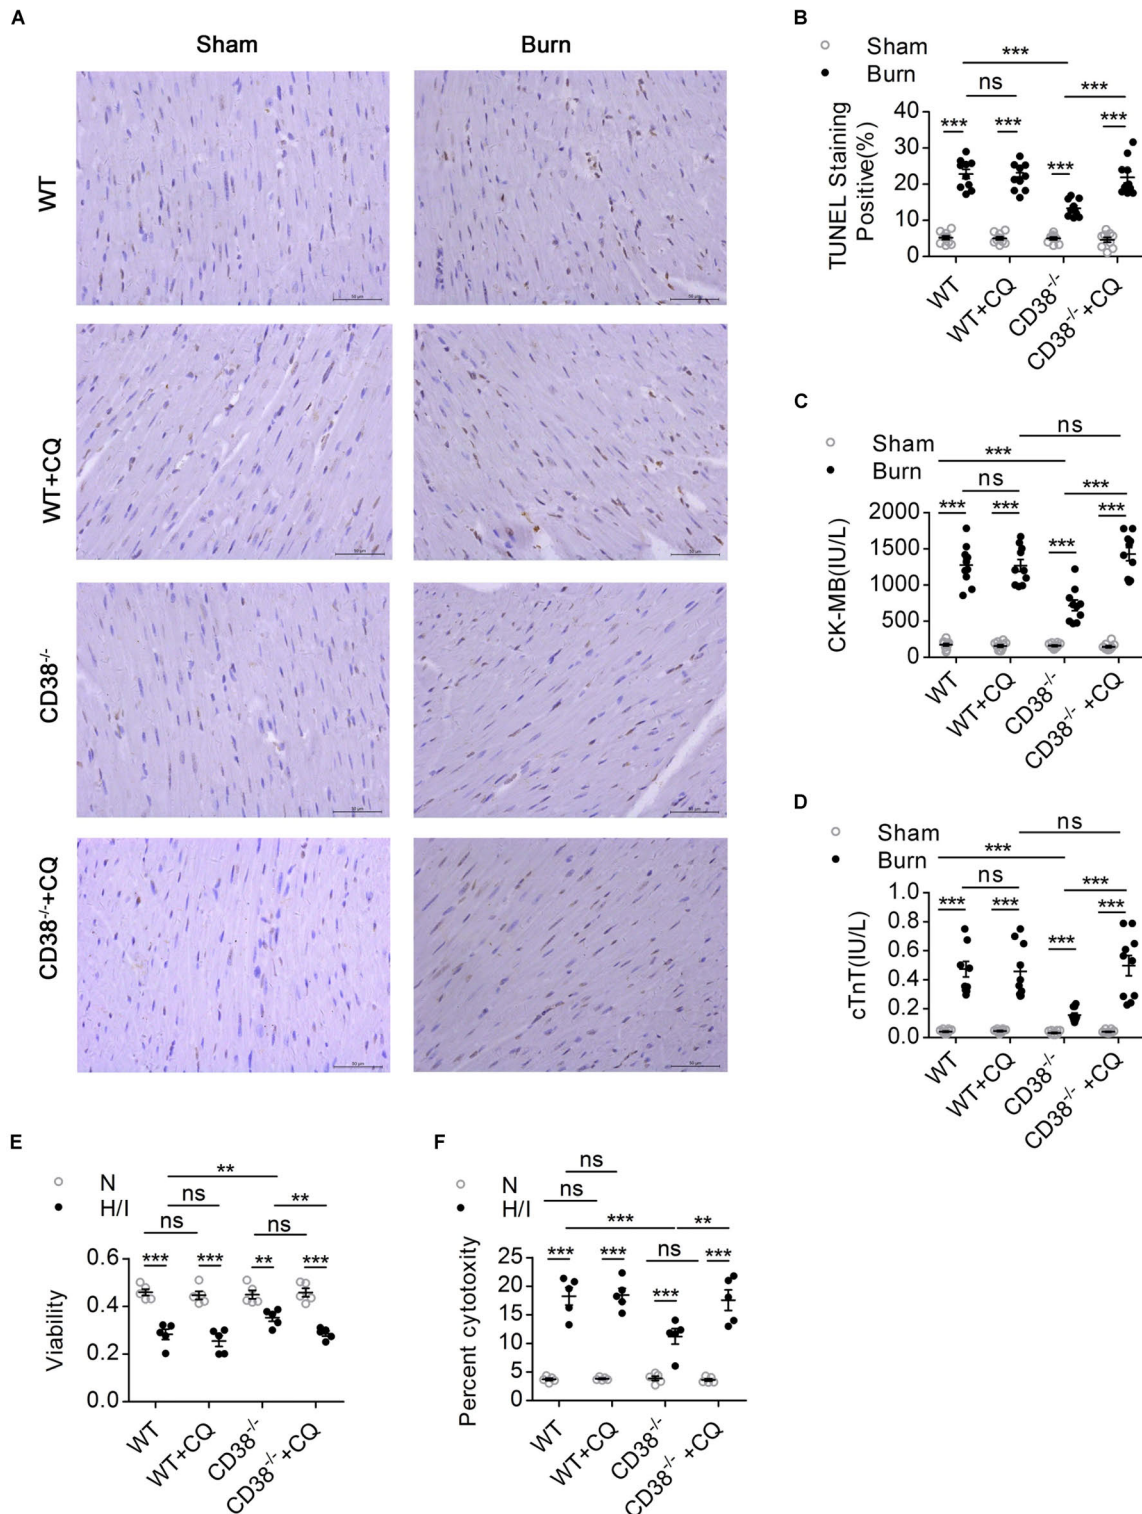 A
Sham Burn
WT
WT+CQ
CD38-/-
CD38-/-+CQ
50 μm
B
Sham
Burn
***
***
ns
*** *** *** ***
TUNEL Staining
Positive(%)
40
30
20
10
0
WT WT+CQ CD38-/- CD38-/-+CQ
C
Sham
Burn
ns
***
ns
***
*** *** *** ***
CK-MB(IU/L)
2000
1500
1000
500
0
WT WT+CQ CD38-/- CD38-/- +CQ
D
Sham
Burn
ns
***
ns
***
*** *** *** ***
cTnT(IU/L)
1.0
0.8
0.6
0.4
0.2
0.0
WT WT+CQ CD38-/- CD38-/- +CQ
E
N
H/I
**
ns
**
ns ns
*** *** ** ***
Viability
0.6
0.4
0.2
0.0
WT WT+CQ CD38-/- CD38-/- +CQ
F
N
H/I
ns
ns
***
**
ns
*** *** *** ***
Percent cytotoxity
25
20
15
10
5
0
WT WT+CQ CD38-/- CD38-/- +CQ